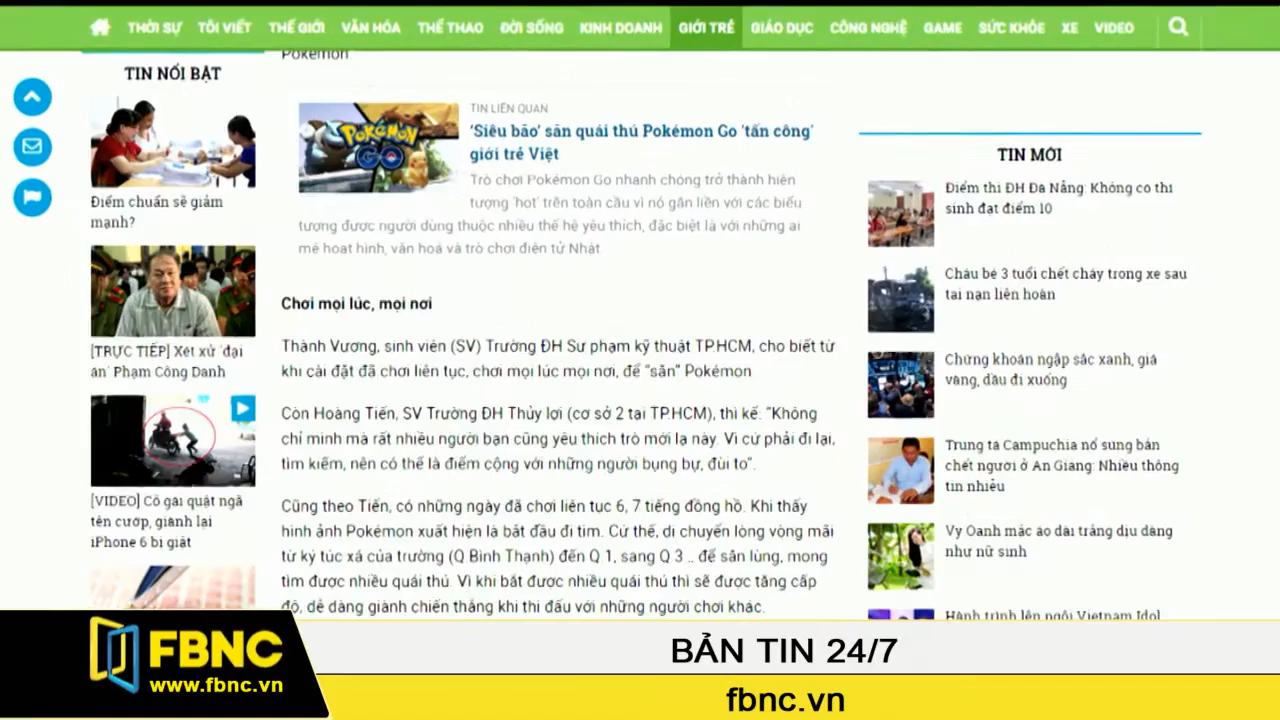 THỜI SỰ TÔI VIẾT THẾ GIỚI VĂN HÓA THỂ THAO ĐỜI SỐNG KINH DOANH GIỚI TRẺ GIÁO DỤC CÔNG NGHỆ GAME SỨC KHỎE XE VIDEO
TIN NỔI BẬT
Điểm chuẩn sẽ giảm
mạnh?
[TRỰC TIẾP] Xét xử 'đại
án' Phạm Công Danh
[VIDEO] Cô gái quật ngã
tên cướp, giành lại
iPhone 6 bị giật
Pokémon
POKÉMON
GO
TIN LIÊN QUAN
'Siêu bão' săn quái thú Pokémon Go 'tấn công'
giới trẻ Việt
Trò chơi Pokémon Go nhanh chóng trở thành hiện
tượng 'hot' trên toàn cầu vì nó gắn liền với các biểu
tượng được người dùng thuộc nhiều thế hệ yêu thích, đặc biệt là với những ai
mê hoạt hình, văn hoá và trò chơi điện tử Nhật
Chơi mọi lúc, mọi nơi
Thành Vương, sinh viên (SV) Trường ĐH Sư phạm kỹ thuật TP.HCM, cho biết từ
khi cài đặt đã chơi liên tục, chơi mọi lúc mọi nơi, để "săn" Pokémon
Còn Hoàng Tiến, SV Trường ĐH Thủy lợi (cơ sở 2 tại TP.HCM), thì kể: "Không
chỉ mình mà rất nhiều người bạn cũng yêu thích trò mới lạ này. Vì cứ phải đi lại,
tìm kiếm, nên có thể là điểm cộng với những người bụng bự, đùi to".
Cũng theo Tiến, có những ngày đã chơi liên tục 6, 7 tiếng đồng hồ. Khi thấy
hình ảnh Pokémon xuất hiện là bắt đầu đi tìm. Cứ thế, di chuyển lòng vòng mãi
từ ký túc xá của trường (Q Bình Thạnh) đến Q 1, sang Q 3 .. để săn lùng, mong
tìm được nhiều quái thú. Vì khi bắt được nhiều quái thú thì sẽ được tăng cấp
độ, dễ dàng giành chiến thắng khi thi đấu với những người chơi khác.
TIN MỚI
Điểm thi ĐH Đà Nẵng: Không có thí
sinh đạt điểm 10
Cháu bé 3 tuổi chết cháy trong xe sau
tai nạn liên hoàn
Chứng khoán ngập sắc xanh, giá
vàng, dầu đi xuống
Trung tá Campuchia nổ súng bắn
chết người ở An Giang: Nhiều thông
tin nhiễu
Vy Oanh mặc áo dài trắng dịu dàng
như nữ sinh
Hành trình lên ngôi Vietnam Idol
FBNC
www.fbnc.vn
BẢN TIN 24/7
fbnc.vn